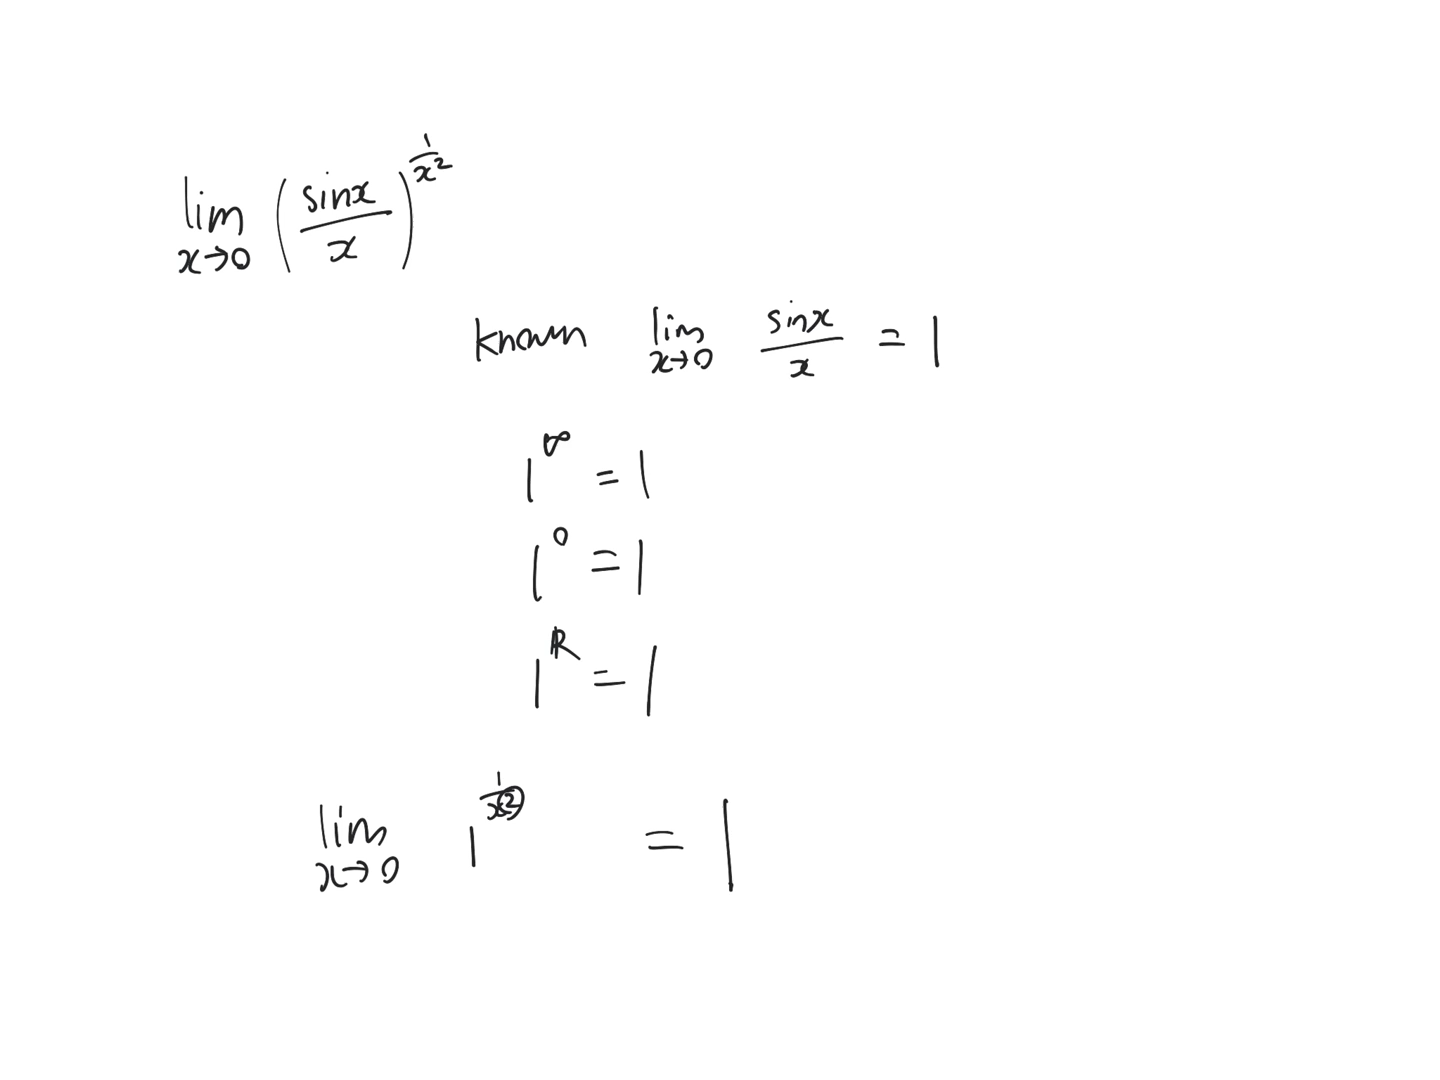 lim x→0 (sinx/x)^(1/x²)
known lim x→0 sinx/x = 1
1^∞ = 1
1^0 = 1
1^ℝ = 1
lim x→0 1^(1/x²) = 1